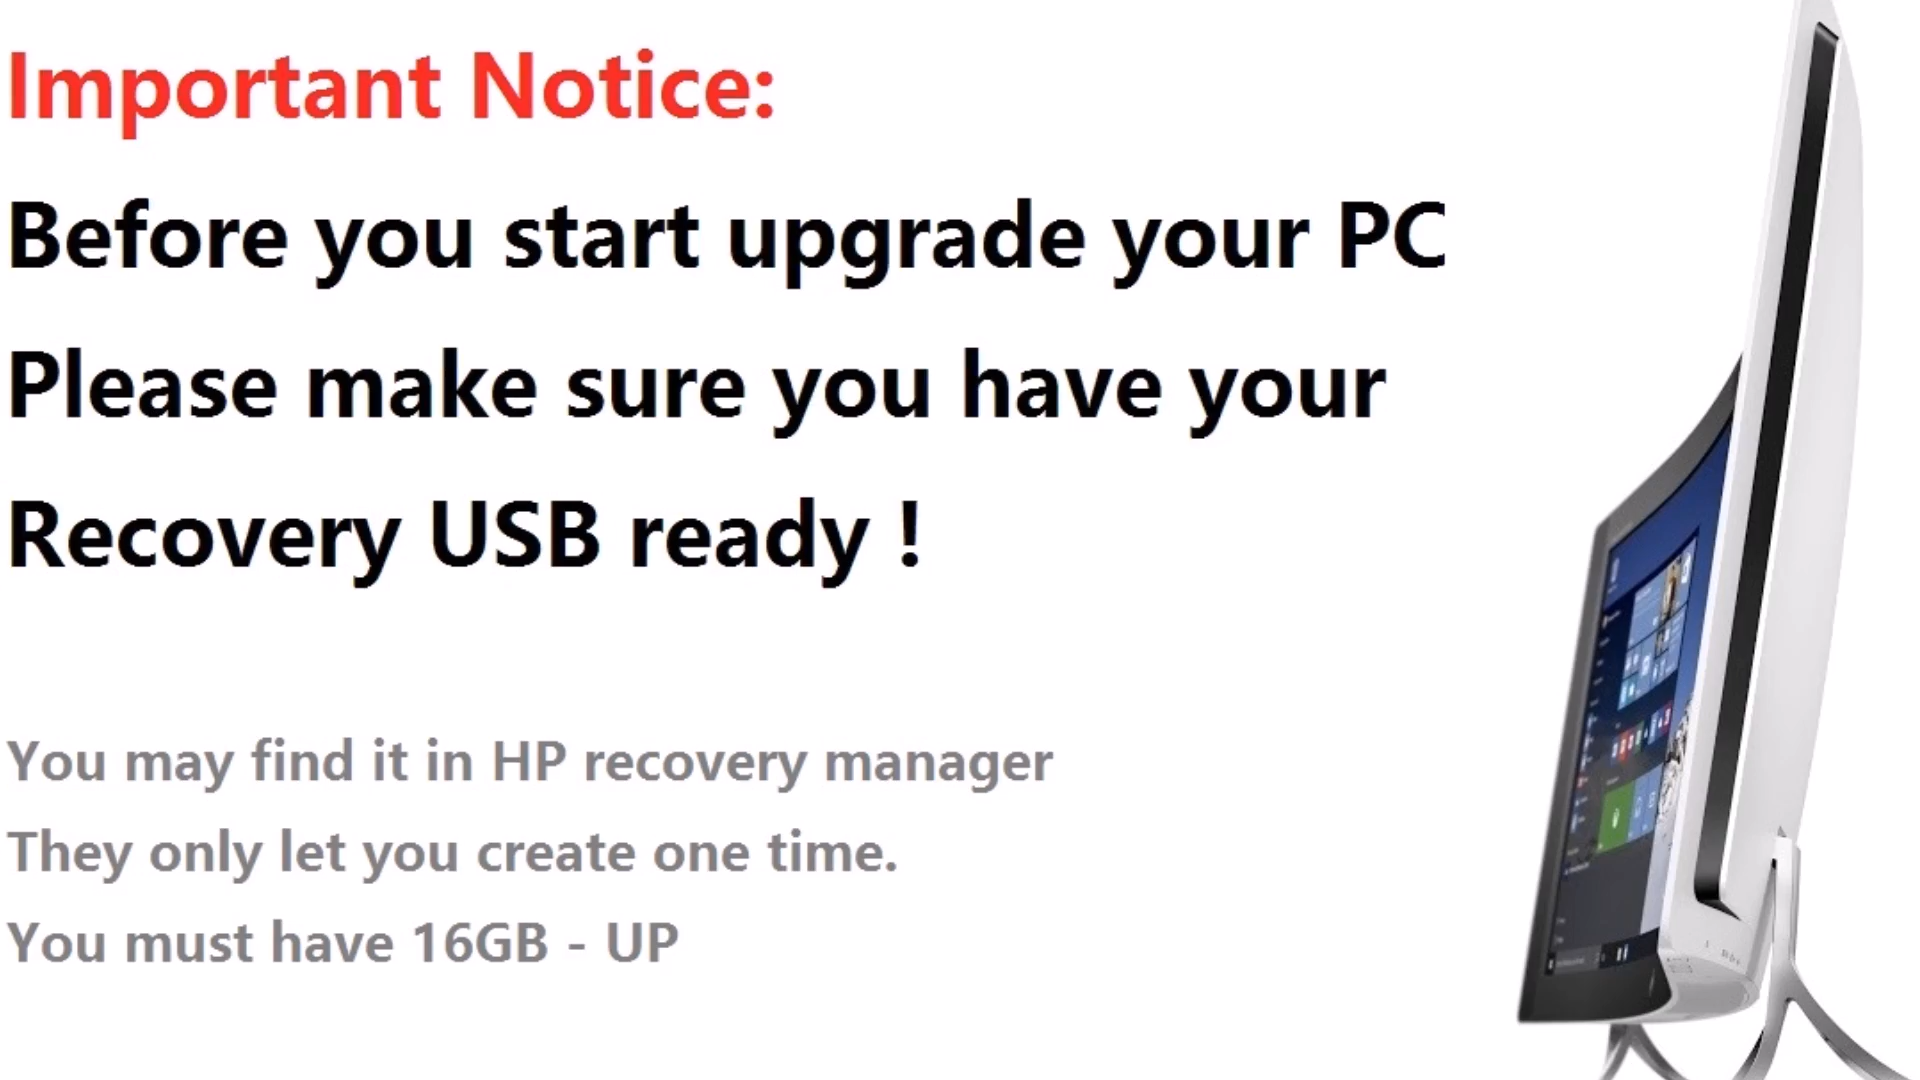 Important Notice:
Before you start upgrade your PC
Please make sure you have your
Recovery USB ready !
You may find it in HP recovery manager
They only let you create one time.
You must have 16GB - UP